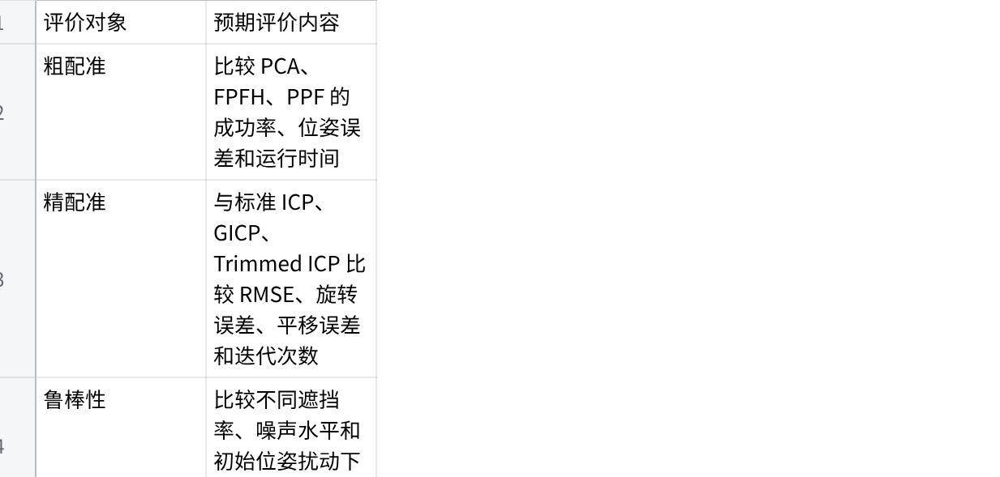 1
评价对象
预期评价内容
2
粗配准
比较 PCA、
FPFH、PPF 的
成功率、位姿误
差和运行时间
3
精配准
与标准 ICP、
GICP、
Trimmed ICP 比
较 RMSE、旋转
误差、平移误差
和迭代次数
4
鲁棒性
比较不同遮挡
率、噪声水平和
初始位姿扰动下